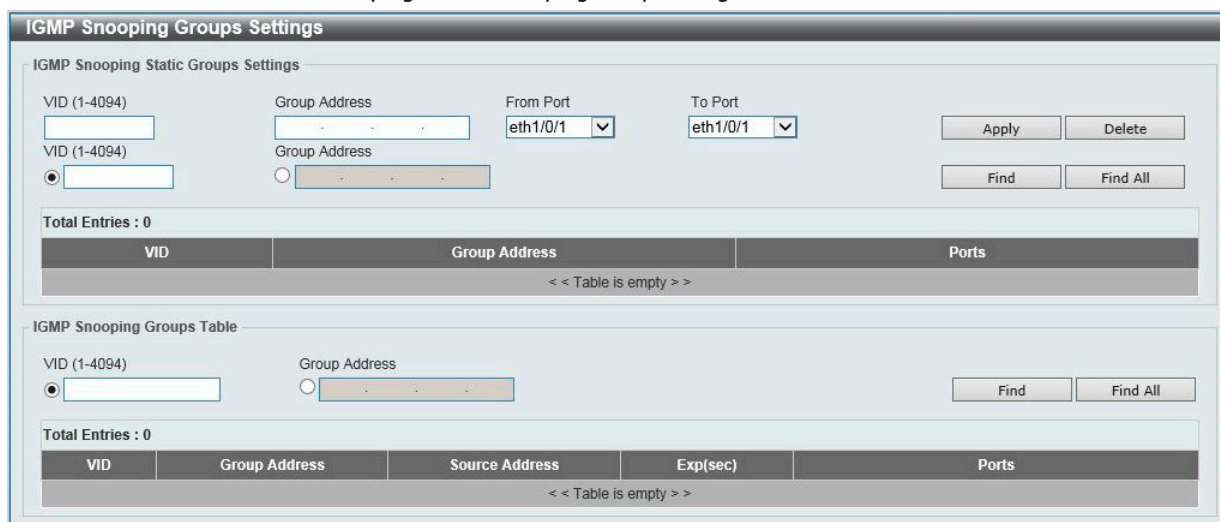 IGMP Snooping Groups Settings
IGMP Snooping Static Groups Settings
VID (1-4094) Group Address From Port To Port
eth1/0/1 eth1/0/1 Apply Delete
VID (1-4094) Group Address
Find Find All
Total Entries : 0
VID Group Address Ports
< < Table is empty > >
IGMP Snooping Groups Table
VID (1-4094) Group Address
Find Find All
Total Entries : 0
VID Group Address Source Address Exp(sec) Ports
< < Table is empty > >